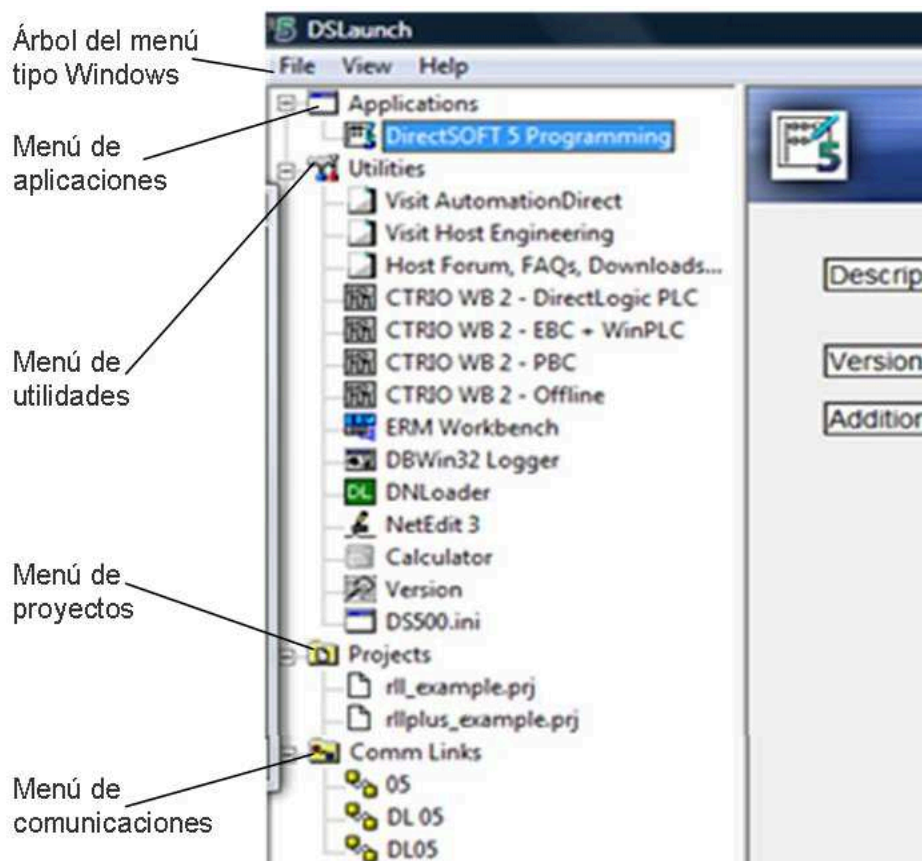 Árbol del menú
tipo Windows
Menú de
aplicaciones
Menú de
utilidades
Menú de
proyectos
Menú de
comunicaciones
5 DSLaunch
File View Help
Applications
DirectSOFT 5 Programming
Utilities
Visit AutomationDirect
Visit Host Engineering
Host Forum, FAQs, Downloads...
CTRIO WB 2 - DirectLogic PLC
CTRIO WB 2 - EBC + WinPLC
CTRIO WB 2 - PBC
CTRIO WB 2 - Offline
ERM Workbench
DBWin32 Logger
DL DNLoader
NetEdit 3
Calculator
Version
DS500.ini
Projects
rll_example.prj
rllplus_example.prj
Comm Links
05
DL 05
DL05
5
Descrip
Version
Addition